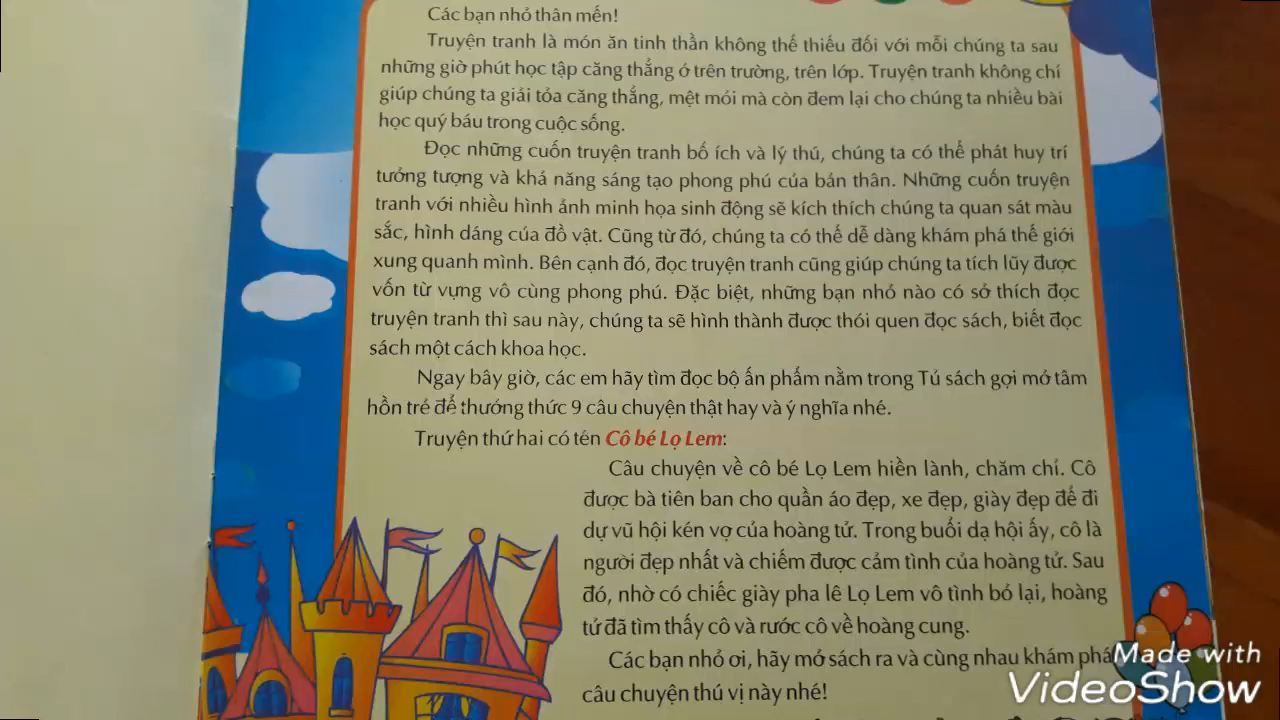 Các bạn nhỏ thân mến!
Truyện tranh là món ăn tinh thần không thể thiếu đối với mỗi chúng ta sau
những giờ phút học tập căng thẳng ở trên trường, trên lớp. Truyện tranh không chỉ
giúp chúng ta giải tỏa căng thẳng, mệt mỏi mà còn đem lại cho chúng ta nhiều bài
học quý báu trong cuộc sống.
Đọc những cuốn truyện tranh bổ ích và lý thú, chúng ta có thể phát huy trí
tưởng tượng và khả năng sáng tạo phong phú của bản thân. Những cuốn truyện
tranh với nhiều hình ảnh minh họa sinh động sẽ kích thích chúng ta quan sát màu
sắc, hình dáng của đồ vật. Cũng từ đó, chúng ta có thể dễ dàng khám phá thế giới
xung quanh mình. Bên cạnh đó, đọc truyện tranh cũng giúp chúng ta tích lũy được
vốn từ vựng vô cùng phong phú. Đặc biệt, những bạn nhỏ nào có sở thích đọc
truyện tranh thì sau này, chúng ta sẽ hình thành được thói quen đọc sách, biết đọc
sách một cách khoa học.
Ngay bây giờ, các em hãy tìm đọc bộ ấn phẩm nằm trong Tủ sách gợi mở tâm
hồn trẻ để thưởng thức 9 câu chuyện thật hay và ý nghĩa nhé.
Truyện thứ hai có tên Cô bé Lọ Lem:
Câu chuyện về cô bé Lọ Lem hiền lành, chăm chỉ. Cô
được bà tiên ban cho quần áo đẹp, xe đẹp, giày đẹp để đi
dự vũ hội kén vợ của hoàng tử. Trong buổi dạ hội ấy, cô là
người đẹp nhất và chiếm được cảm tình của hoàng tử. Sau
đó, nhờ có chiếc giày pha lê Lọ Lem vô tình bỏ lại, hoàng
tử đã tìm thấy cô và rước cô về hoàng cung.
Các bạn nhỏ ơi, hãy mở sách ra và cùng nhau khám phá
câu chuyện thú vị này nhé!
Made with
VideoShow